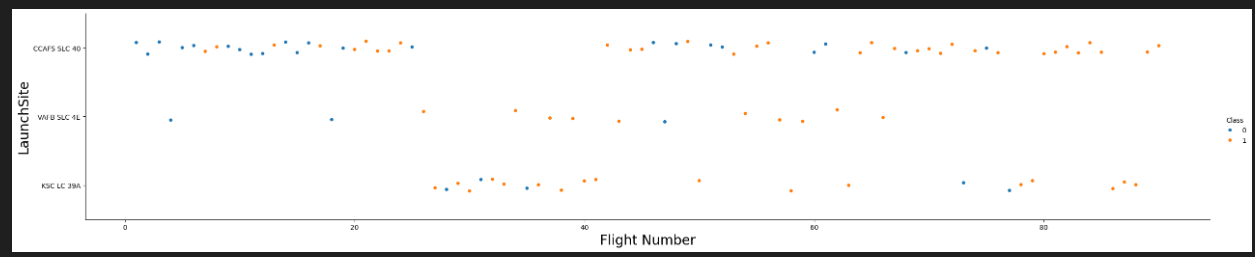 LaunchSite
CCAFS SLC 40
VAFB SLC 4E
KSC LC 39A
0 20 40 60 80
Flight Number
Class
0
1